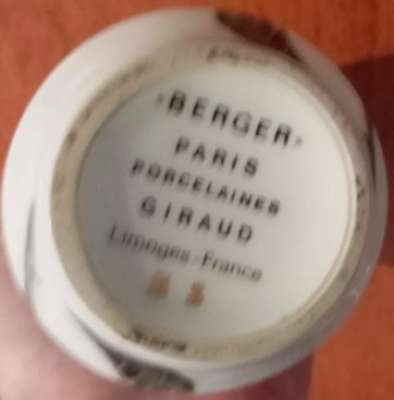 "BERGER"
PARIS
PORCELAINES
GIRAUD
Limoges-France